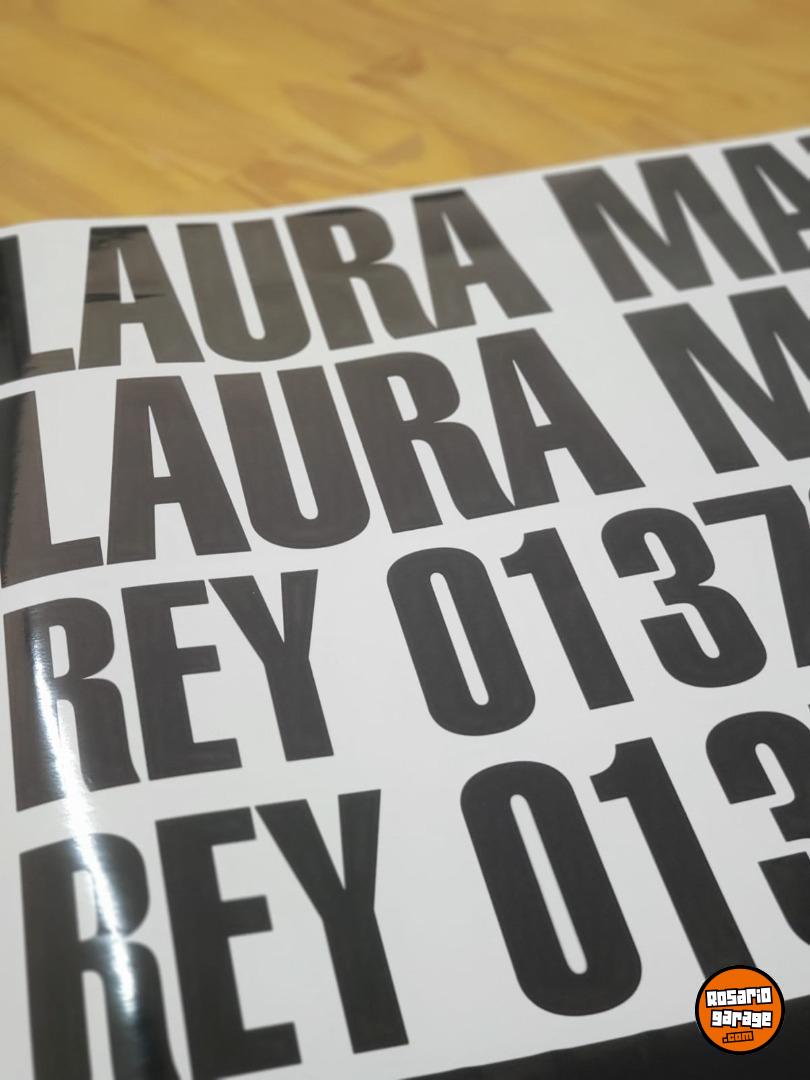 LAURA MA
LAURA M
REY 0137
REY 013
Rosario
garage
.com